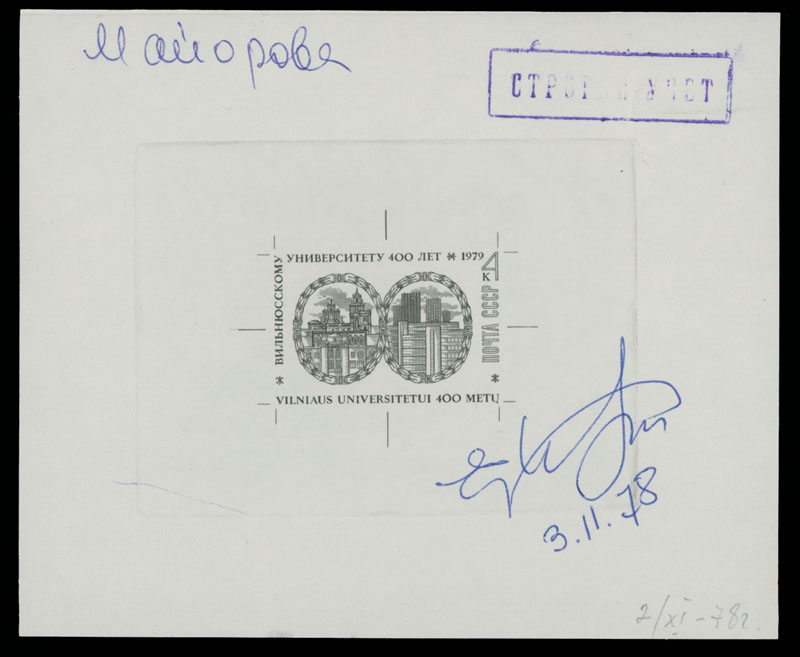 Майорова
СТРОГИЙ УЧЕТ
ВИЛЬНЮССКОМУ УНИВЕРСИТЕТУ 400 ЛЕТ * 1979
4 К
ПОЧТА СССР
VILNIAUS UNIVERSITETUI 400 METŲ
3.11.78
2/XI-78г.